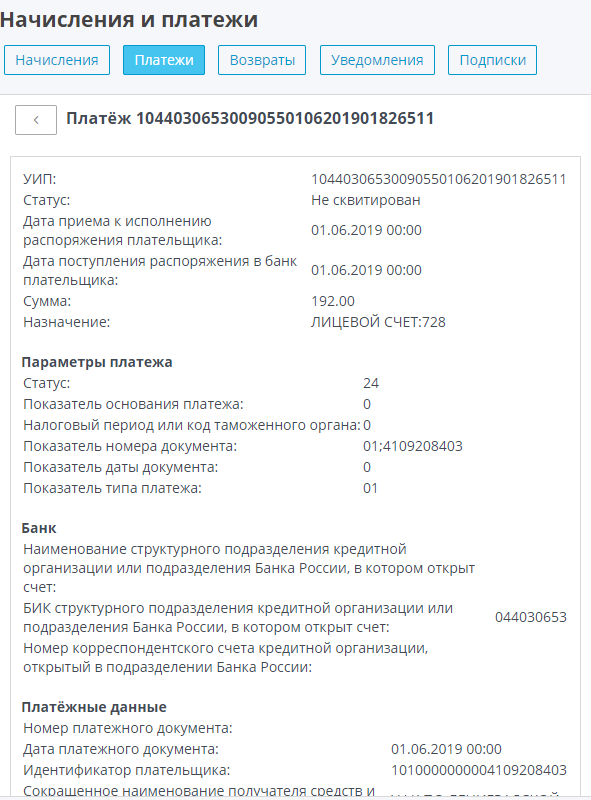 Начисления и платежи
Начисления Платежи Возвраты Уведомления Подписки
Платёж 10440306530090550106201901826511
УИП: 10440306530090550106201901826511
Статус: Не сквитирован
Дата приема к исполнению
распоряжения плательщика: 01.06.2019 00:00
Дата поступления распоряжения в банк
плательщика: 01.06.2019 00:00
Сумма: 192.00
Назначение: ЛИЦЕВОЙ СЧЕТ:728
Параметры платежа
Статус: 24
Показатель основания платежа: 0
Налоговый период или код таможенного органа: 0
Показатель номера документа: 01;4109208403
Показатель даты документа: 0
Показатель типа платежа: 01
Банк
Наименование структурного подразделения кредитной
организации или подразделения Банка России, в котором открыт
счет:
БИК структурного подразделения кредитной организации или
подразделения Банка России, в котором открыт счет: 044030653
Номер корреспондентского счета кредитной организации,
открытый в подразделении Банка России:
Платёжные данные
Номер платежного документа:
Дата платежного документа: 01.06.2019 00:00
Идентификатор плательщика: 1010000000004109208403
Сокращенное наименование получателя средств и